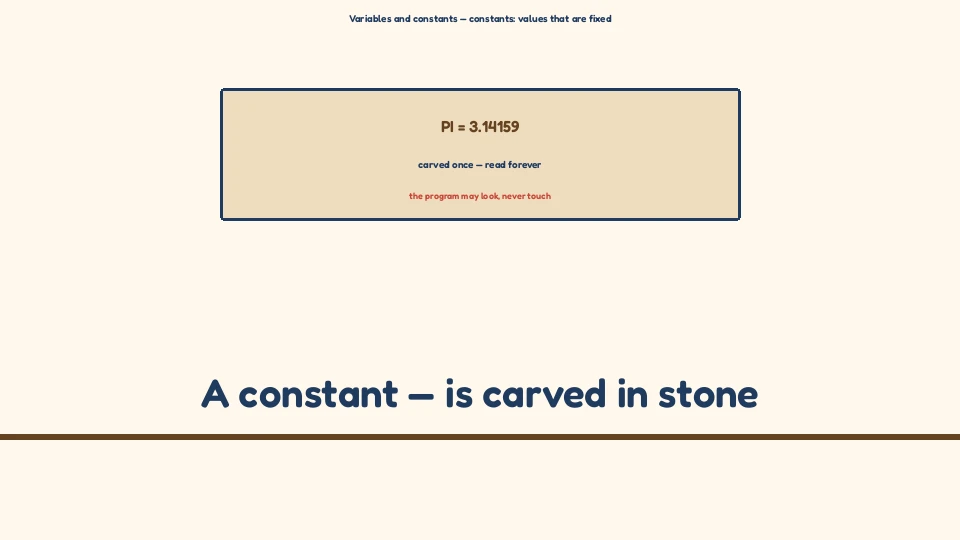 Variables and constants — constants: values that are fixed
PI = 3.14159
carved once — read forever
the program may look, never touch
A constant — is carved in stone